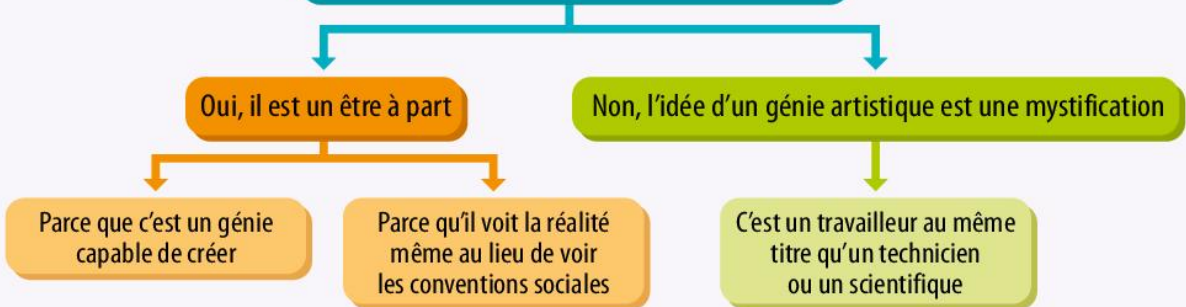 Oui, il est un être à part
Non, l'idée d'un génie artistique est une mystification
Parce que c'est un génie
capable de créer
Parce qu'il voit la réalité
même au lieu de voir
les conventions sociales
C'est un travailleur au même
titre qu'un technicien
ou un scientifique